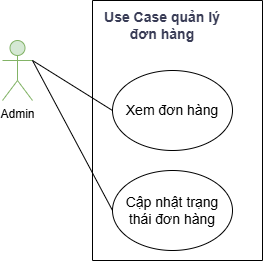 Use Case quản lý
đơn hàng
Admin
Xem đơn hàng
Cập nhật trạng
thái đơn hàng